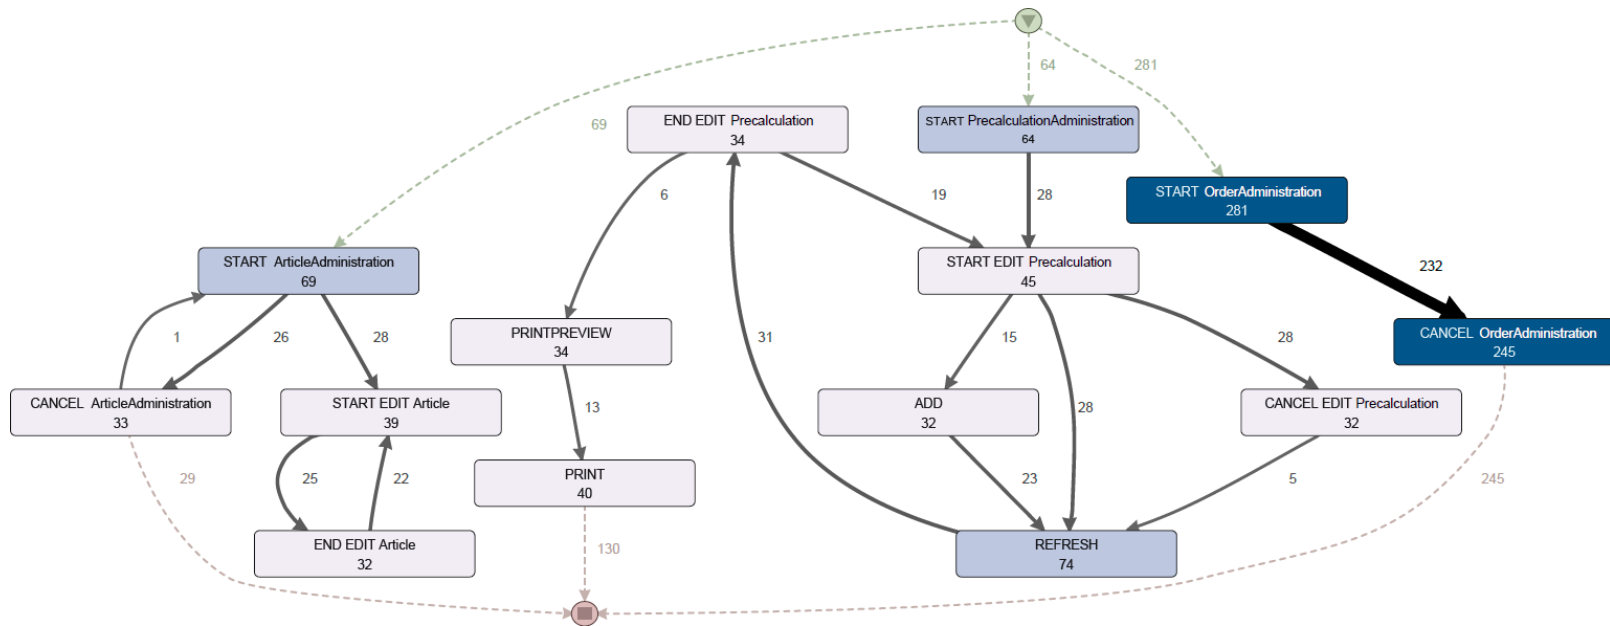 64
281
69
END EDIT Precalculation
34
START PrecalculationAdministration
64
6
19
28
START OrderAdministration
281
START ArticleAdministration
69
START EDIT Precalculation
45
232
1
26
28
PRINTPREVIEW
34
31
15
28
CANCEL OrderAdministration
245
CANCEL ArticleAdministration
33
START EDIT Article
39
13
ADD
32
28
CANCEL EDIT Precalculation
32
29
25
22
PRINT
40
23
5
245
END EDIT Article
32
130
REFRESH
74